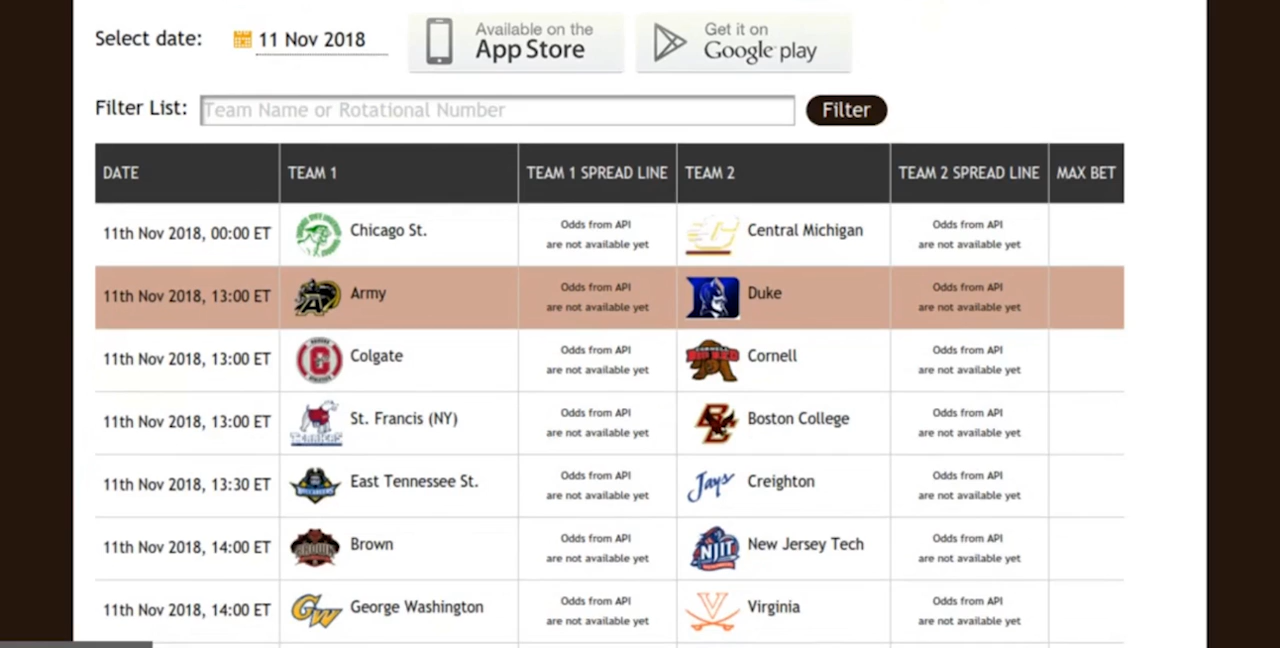 Select date: 11 Nov 2018
Available on the
App Store
Get it on
Google play
Filter List: Team Name or Rotational Number Filter
DATE TEAM 1 TEAM 1 SPREAD LINE TEAM 2 TEAM 2 SPREAD LINE MAX BET
11th Nov 2018, 00:00 ET Chicago St. Odds from API are not available yet Central Michigan Odds from API are not available yet
11th Nov 2018, 13:00 ET Army Odds from API are not available yet Duke Odds from API are not available yet
11th Nov 2018, 13:00 ET Colgate Odds from API are not available yet Cornell Odds from API are not available yet
11th Nov 2018, 13:00 ET St. Francis (NY) Odds from API are not available yet Boston College Odds from API are not available yet
11th Nov 2018, 13:30 ET East Tennessee St. Odds from API are not available yet Jays Creighton Odds from API are not available yet
11th Nov 2018, 14:00 ET Brown Odds from API are not available yet NJIT New Jersey Tech Odds from API are not available yet
11th Nov 2018, 14:00 ET GW George Washington Odds from API are not available yet Virginia Odds from API are not available yet